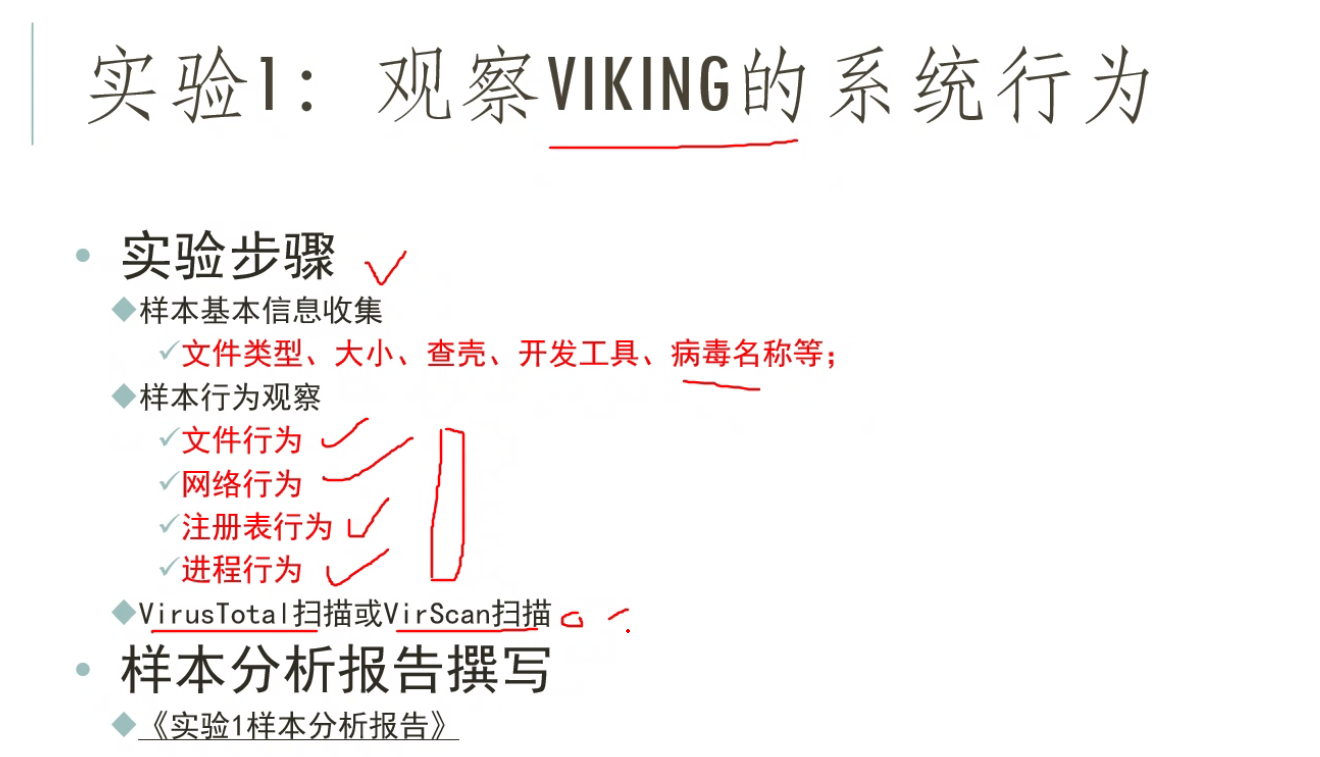 实验1：观察VIKING的系统行为
实验步骤
样本基本信息收集
文件类型、大小、查壳、开发工具、病毒名称等；
样本行为观察
文件行为
网络行为
注册表行为
进程行为
VirusTotal扫描或VirScan扫描
样本分析报告撰写
《实验1样本分析报告》